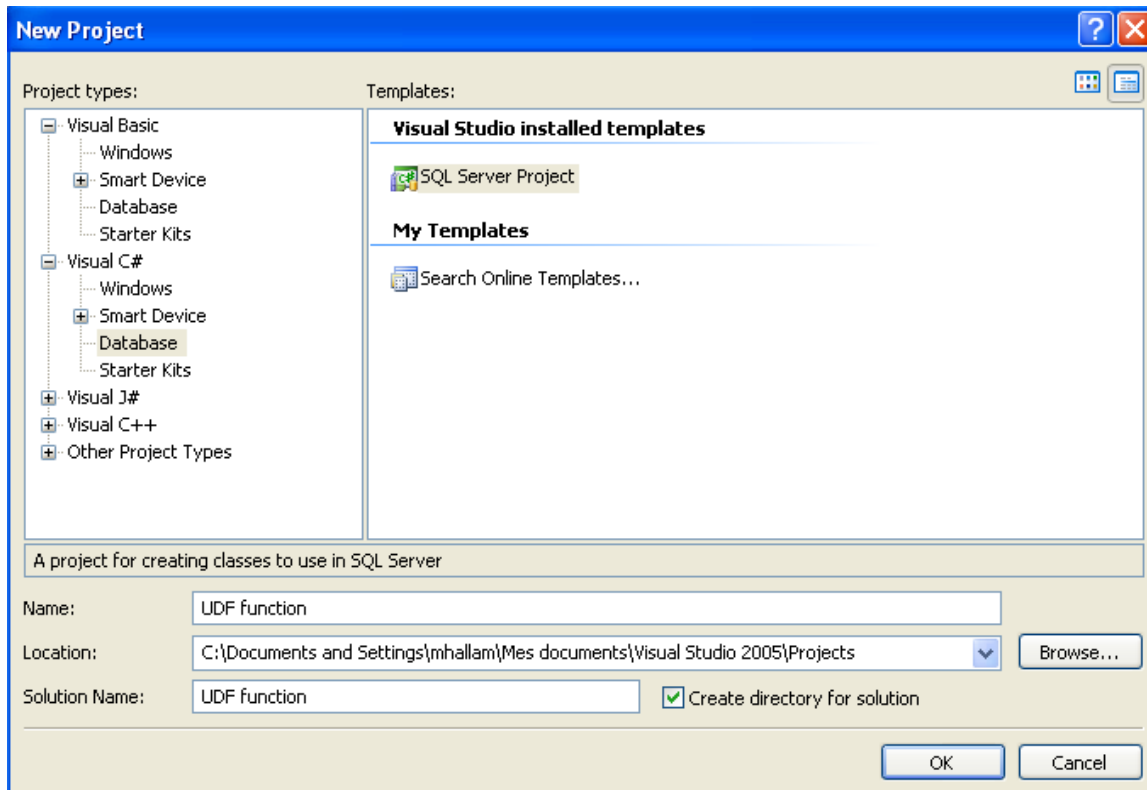 New Project
Project types:
Templates:
Visual Basic
Windows
Smart Device
Database
Starter Kits
Visual C#
Windows
Smart Device
Database
Starter Kits
Visual J#
Visual C++
Other Project Types
Visual Studio installed templates
SQL Server Project
My Templates
Search Online Templates...
A project for creating classes to use in SQL Server
Name: UDF function
Location: C:\Documents and Settings\mhallam\Mes documents\Visual Studio 2005\Projects Browse...
Solution Name: UDF function Create directory for solution
OK Cancel